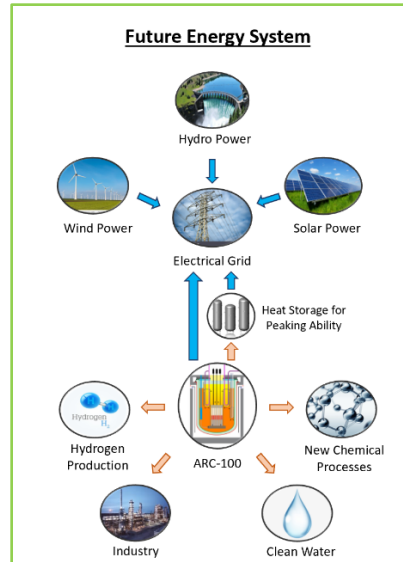 Future Energy System
Hydro Power
Wind Power
Solar Power
Electrical Grid
Heat Storage for
Peaking Ability
Hydrogen
H₂
Hydrogen
Production
ARC-100
New Chemical
Processes
Industry
Clean Water